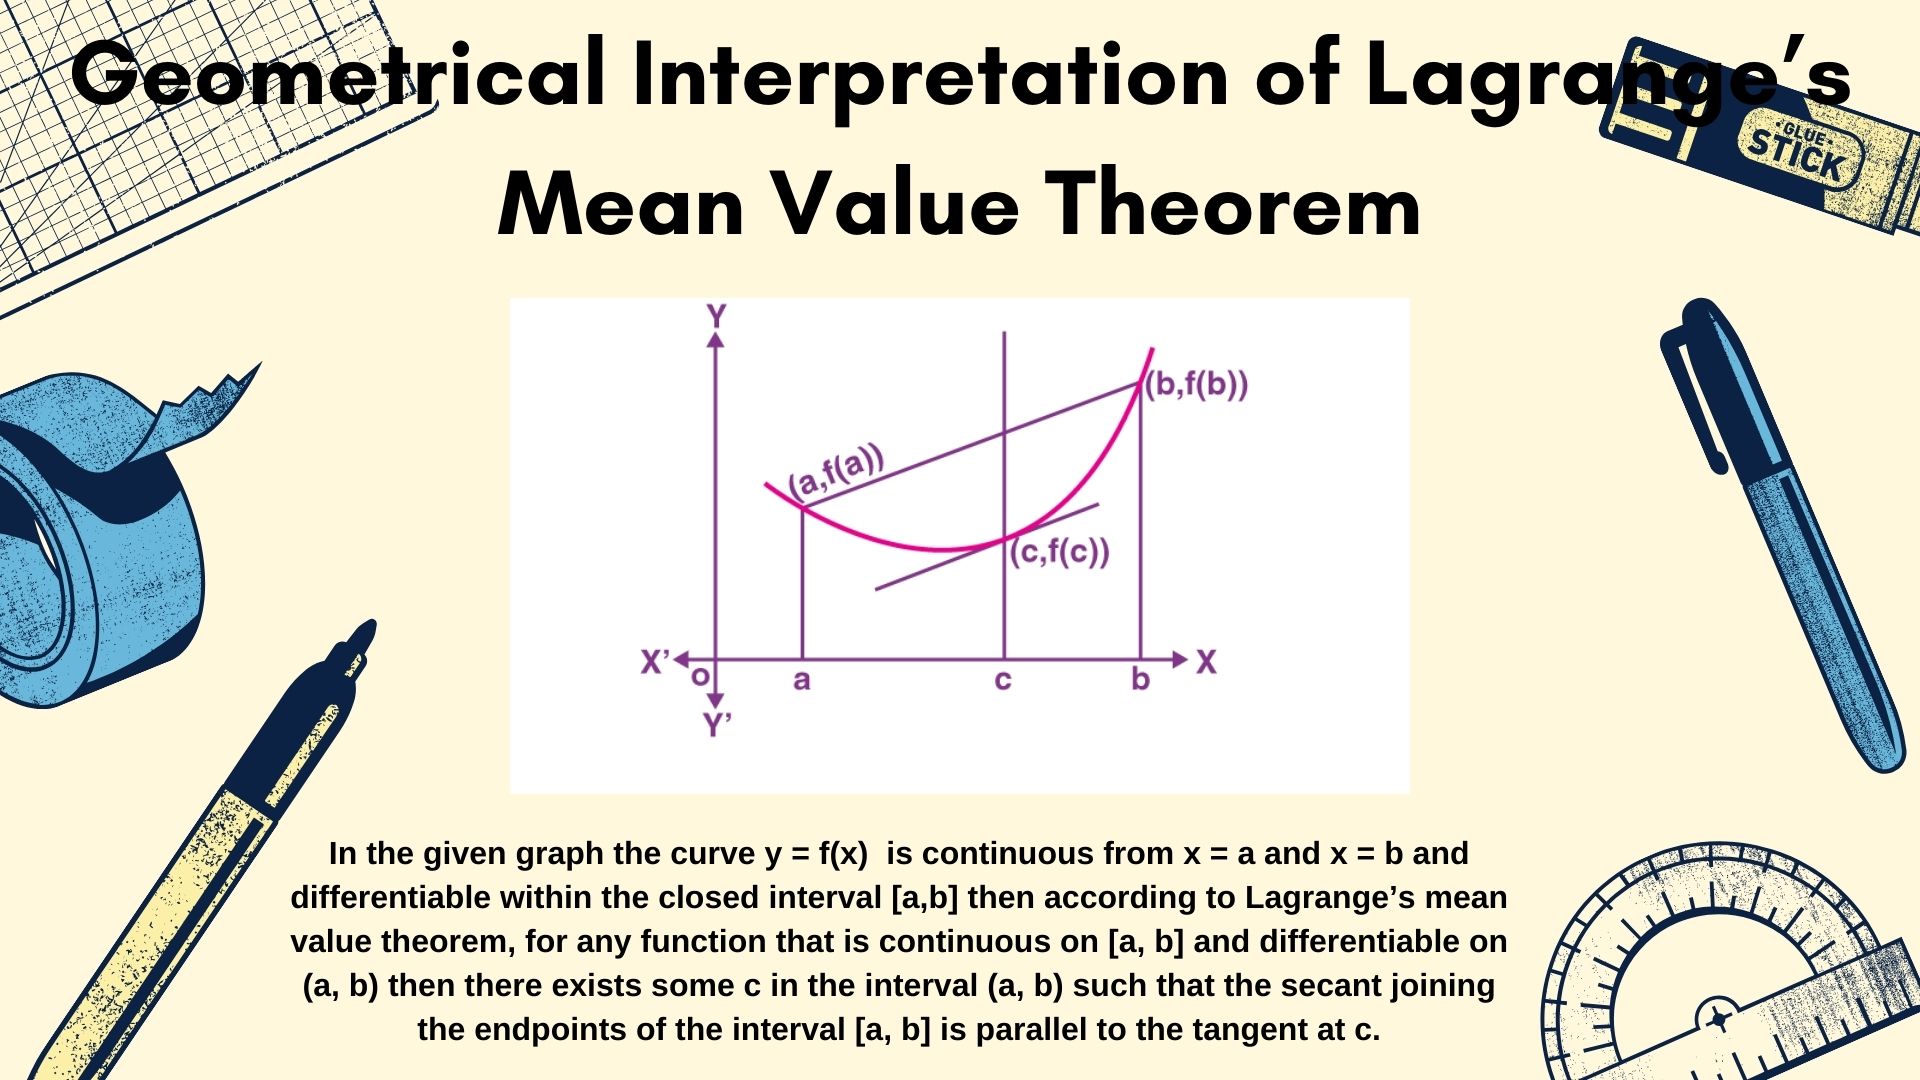 Geometrical Interpretation of Lagrange’s
Mean Value Theorem
GLUE
STICK
Y
(b,f(b))
(a,f(a))
(c,f(c))
X’
o
a
c
b
X
Y’
In the given graph the curve y = f(x)  is continuous from x = a and x = b and
differentiable within the closed interval [a,b] then according to Lagrange’s mean
value theorem, for any function that is continuous on [a, b] and differentiable on
(a, b) then there exists some c in the interval (a, b) such that the secant joining
the endpoints of the interval [a, b] is parallel to the tangent at c.